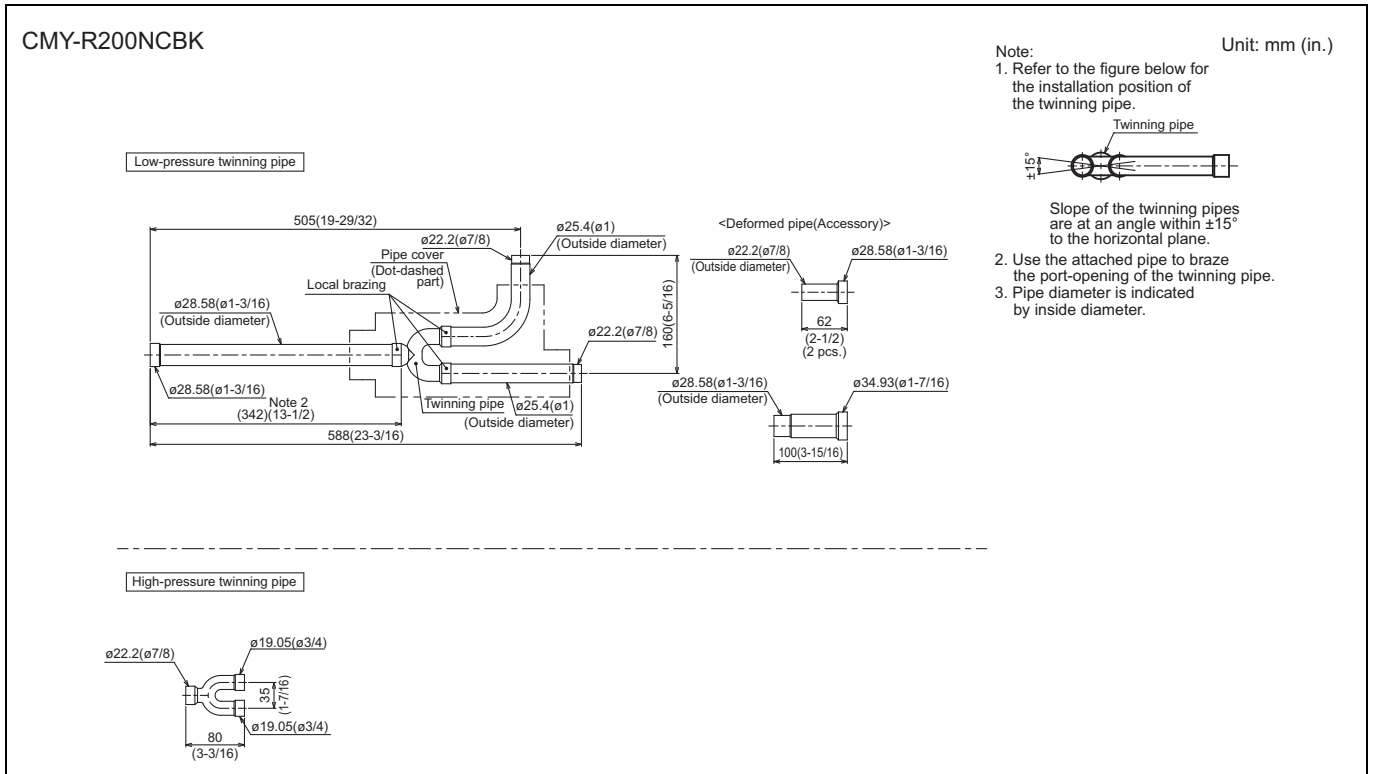 CMY-R200NCBK
Unit: mm (in.)
Note:
1. Refer to the figure below for
the installation position of
the twinning pipe.
Twinning pipe
±15°
Slope of the twinning pipes
are at an angle within ±15°
to the horizontal plane.
2. Use the attached pipe to braze
the port-opening of the twinning pipe.
3. Pipe diameter is indicated
by inside diameter.
Low-pressure twinning pipe
505(19-29/32)
ø25.4(ø1)
(Outside diameter)
ø22.2(ø7/8)
Pipe cover
(Dot-dashed
part)
Local brazing
ø28.58(ø1-3/16)
(Outside diameter)
160(6-5/16)
ø22.2(ø7/8)
ø28.58(ø1-3/16)
Note 2
(342)(13-1/2)
Twinning pipe
ø25.4(ø1)
(Outside diameter)
588(23-3/16)
<Deformed pipe(Accessory)>
ø22.2(ø7/8)
(Outside diameter)
ø28.58(ø1-3/16)
62
(2-1/2)
(2 pcs.)
ø28.58(ø1-3/16)
(Outside diameter)
ø34.93(ø1-7/16)
100(3-15/16)
High-pressure twinning pipe
ø22.2(ø7/8)
ø19.05(ø3/4)
35
(1-7/16)
ø19.05(ø3/4)
80
(3-3/16)